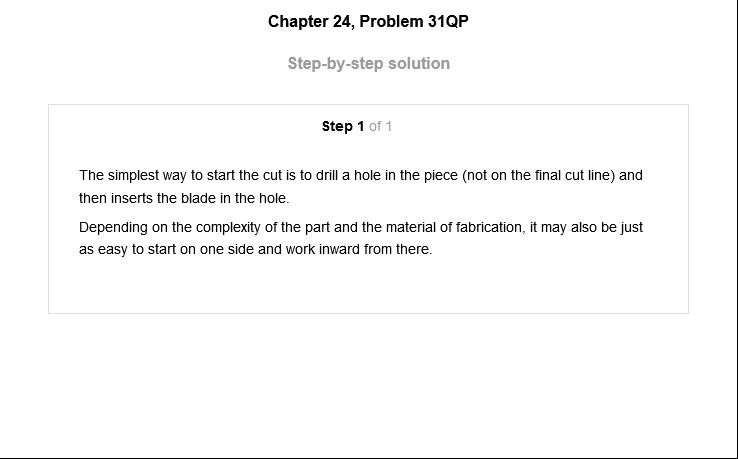 Chapter 24, Problem 31QP
Step-by-step solution
Step 1 of 1
The simplest way to start the cut is to drill a hole in the piece (not on the final cut line) and
then inserts the blade in the hole.
Depending on the complexity of the part and the material of fabrication, it may also be just
as easy to start on one side and work inward from there.